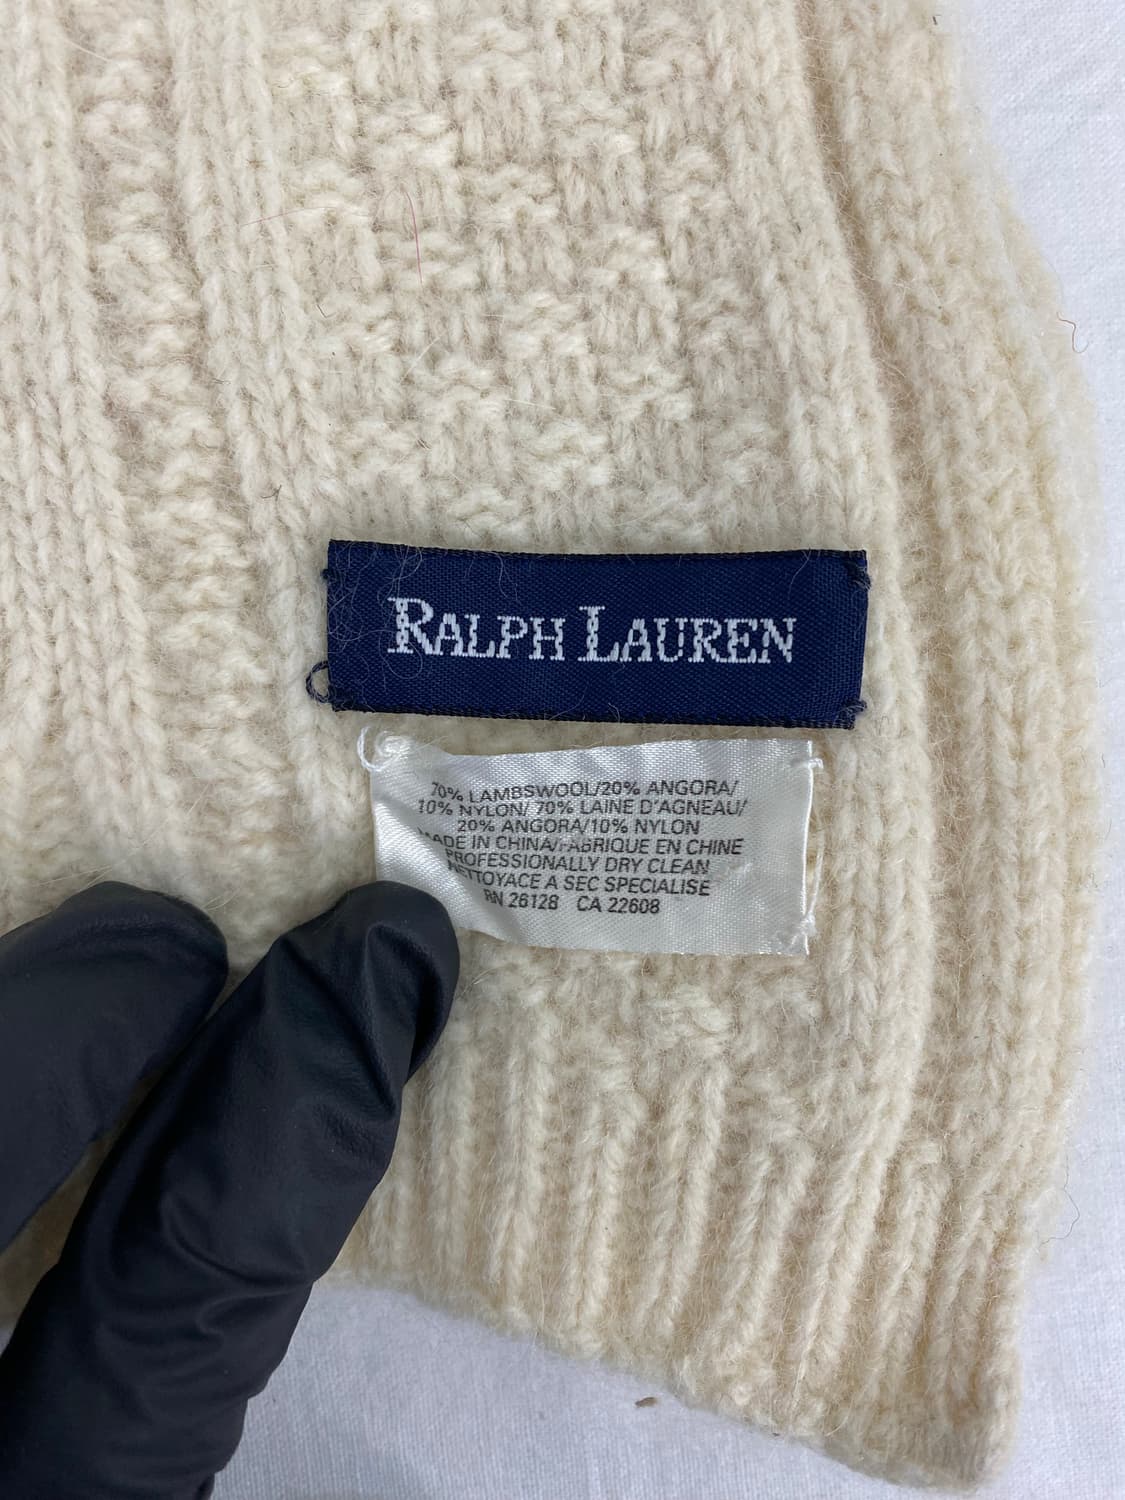 RALPH LAUREN
70% LAMBSWOOL/20% ANGORA/
10% NYLON/ 70% LAINE D'AGNEAU/
20% ANGORA/10% NYLON
MADE IN CHINA/FABRIQUE EN CHINE
PROFESSIONALLY DRY CLEAN
NETTOYACE A SEC SPECIALISE
RN 26128 CA 22608